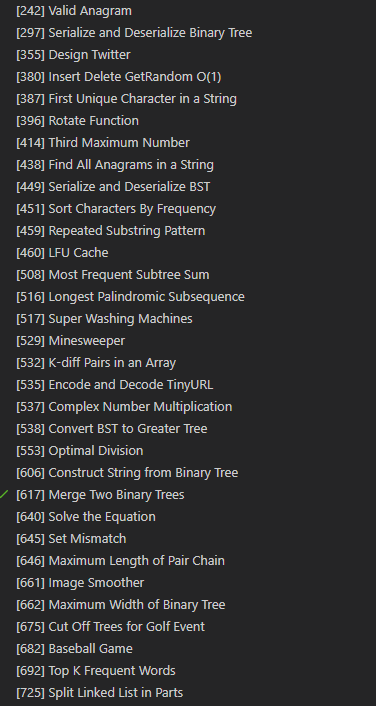 [242] Valid Anagram
[297] Serialize and Deserialize Binary Tree
[355] Design Twitter
[380] Insert Delete GetRandom O(1)
[387] First Unique Character in a String
[396] Rotate Function
[414] Third Maximum Number
[438] Find All Anagrams in a String
[449] Serialize and Deserialize BST
[451] Sort Characters By Frequency
[459] Repeated Substring Pattern
[460] LFU Cache
[508] Most Frequent Subtree Sum
[516] Longest Palindromic Subsequence
[517] Super Washing Machines
[529] Minesweeper
[532] K-diff Pairs in an Array
[535] Encode and Decode TinyURL
[537] Complex Number Multiplication
[538] Convert BST to Greater Tree
[553] Optimal Division
[606] Construct String from Binary Tree
[617] Merge Two Binary Trees
[640] Solve the Equation
[645] Set Mismatch
[646] Maximum Length of Pair Chain
[661] Image Smoother
[662] Maximum Width of Binary Tree
[675] Cut Off Trees for Golf Event
[682] Baseball Game
[692] Top K Frequent Words
[725] Split Linked List in Parts